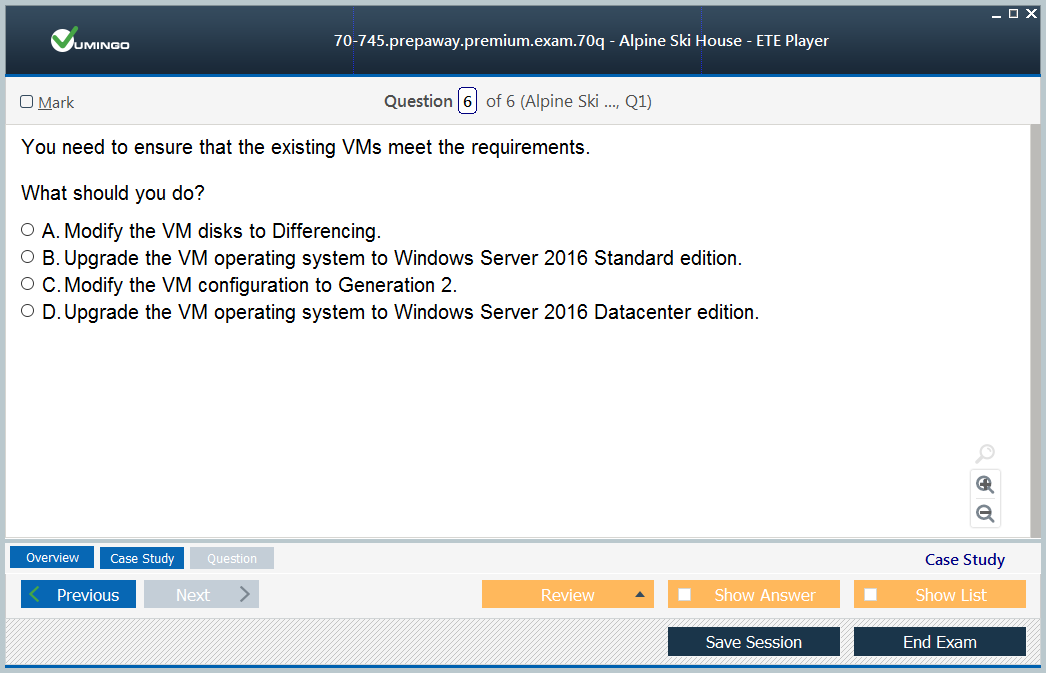 VUMINGO
70-745.prepaway.premium.exam.70q - Alpine Ski House - ETE Player
Mark
Question 6 of 6 (Alpine Ski ..., Q1)
You need to ensure that the existing VMs meet the requirements.
What should you do?
A. Modify the VM disks to Differencing.
B. Upgrade the VM operating system to Windows Server 2016 Standard edition.
C. Modify the VM configuration to Generation 2.
D. Upgrade the VM operating system to Windows Server 2016 Datacenter edition.
Overview Case Study Question Case Study
Previous Next Review Show Answer Show List
Save Session End Exam